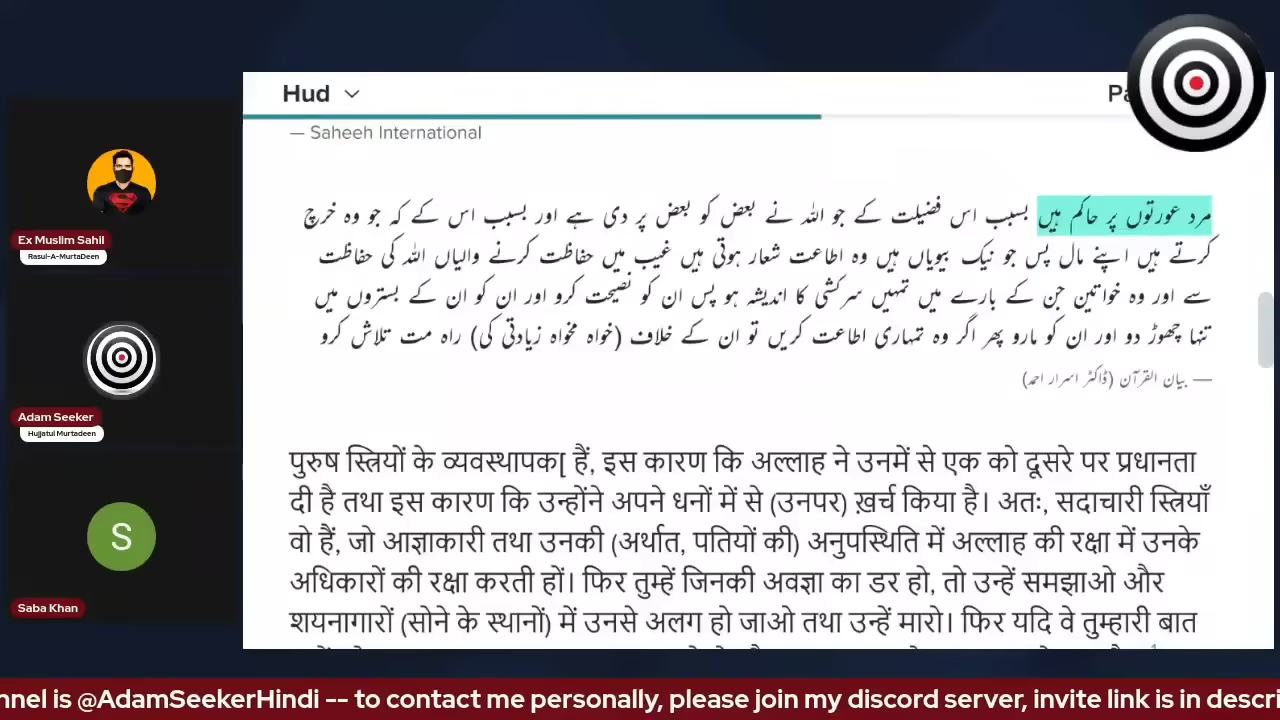 Hud
Pa
— Saheeh International
مرد عورتوں پر حاکم ہیں بسبب اس فضیلت کے جو اللہ نے بعض کو بعض پر دی ہے اور بسبب اس کے کہ جو وہ خرچ
کرتے ہیں اپنے مال پس جو نیک بیویاں ہیں وہ اطاعت شعار ہوتی ہیں غیب میں حفاظت کرنے والیاں اللہ کی حفاظت
سے اور وہ خواتین جن کے بارے میں تمہیں سرکشی کا اندیشہ ہو پس ان کو نصیحت کرو اور ان کو ان کے بستروں میں
تنہا چھوڑ دو اور ان کو مارو پھر اگر وہ تمہاری اطاعت کریں تو ان کے خلاف (خواہ مخواہ زیادتی کی) راہ مت تلاش کرو
— بیان القرآن (ڈاکٹر اسرار احمد)
पुरुष स्त्रियों के व्यवस्थापक[ हैं, इस कारण कि अल्लाह ने उनमें से एक को दूसरे पर प्रधानता
दी है तथा इस कारण कि उन्होंने अपने धनों में से (उनपर) ख़र्च किया है। अतः, सदाचारी स्त्रियाँ
वो हैं, जो आज्ञाकारी तथा उनकी (अर्थात, पतियों की) अनुपस्थिति में अल्लाह की रक्षा में उनके
अधिकारों की रक्षा करती हों। फिर तुम्हें जिनकी अवज्ञा का डर हो, तो उन्हें समझाओ और
शयनागारों (सोने के स्थानों) में उनसे अलग हो जाओ तथा उन्हें मारो। फिर यदि वे तुम्हारी बात
Ex Muslim Sahil
Rasul-A-MurtaDeen
Adam Seeker
Hujjatul Murtadeen
S
Saba Khan
nnel is @AdamSeekerHindi -- to contact me personally, please join my discord server, invite link is in descri